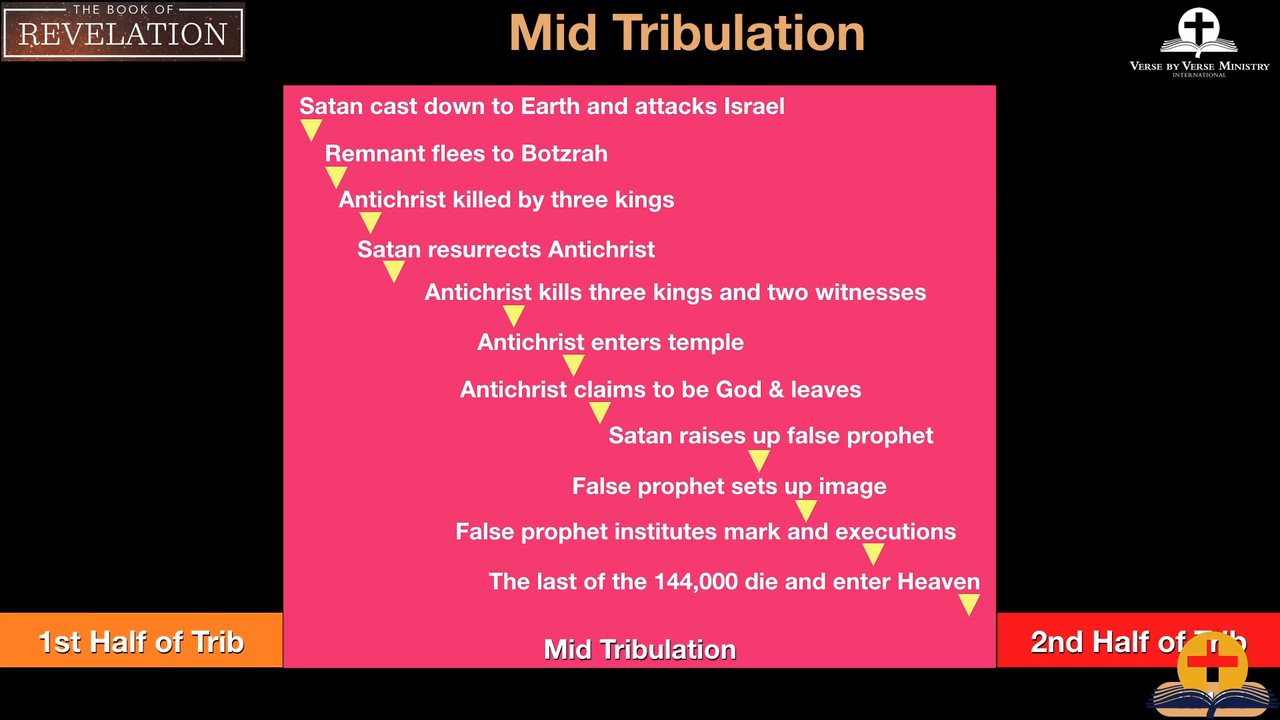 THE BOOK OF
REVELATION
Mid Tribulation
VERSE BY VERSE MINISTRY
INTERNATIONAL
Satan cast down to Earth and attacks Israel
Remnant flees to Botzrah
Antichrist killed by three kings
Satan resurrects Antichrist
Antichrist kills three kings and two witnesses
Antichrist enters temple
Antichrist claims to be God & leaves
Satan raises up false prophet
False prophet sets up image
False prophet institutes mark and executions
The last of the 144,000 die and enter Heaven
1st Half of Trib
Mid Tribulation
2nd Half of Trib